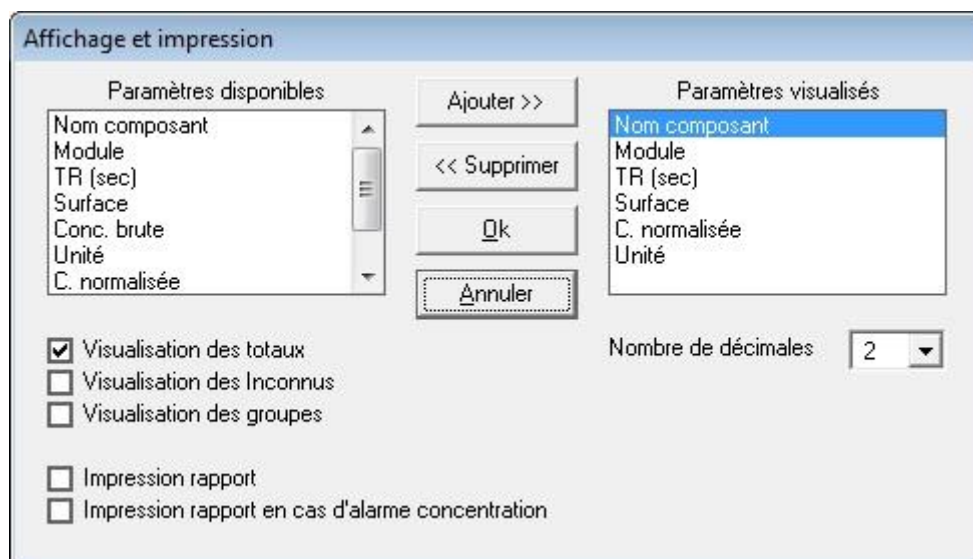 Affichage et impression
Paramètres disponibles
Nom composant
Module
TR (sec)
Surface
Conc. brute
Unité
C. normalisée
Ajouter >>
<< Supprimer
Ok
Annuler
Paramètres visualisés
Nom composant
Module
TR (sec)
Surface
C. normalisée
Unité
Visualisation des totaux
Visualisation des Inconnus
Visualisation des groupes
Nombre de décimales 2
Impression rapport
Impression rapport en cas d'alarme concentration